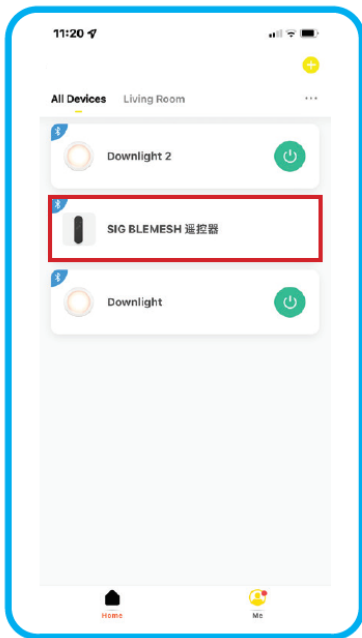 11:20
All Devices Living Room ···
Downlight 2
SIG BLEMESH 遥控器
Downlight
Home Me